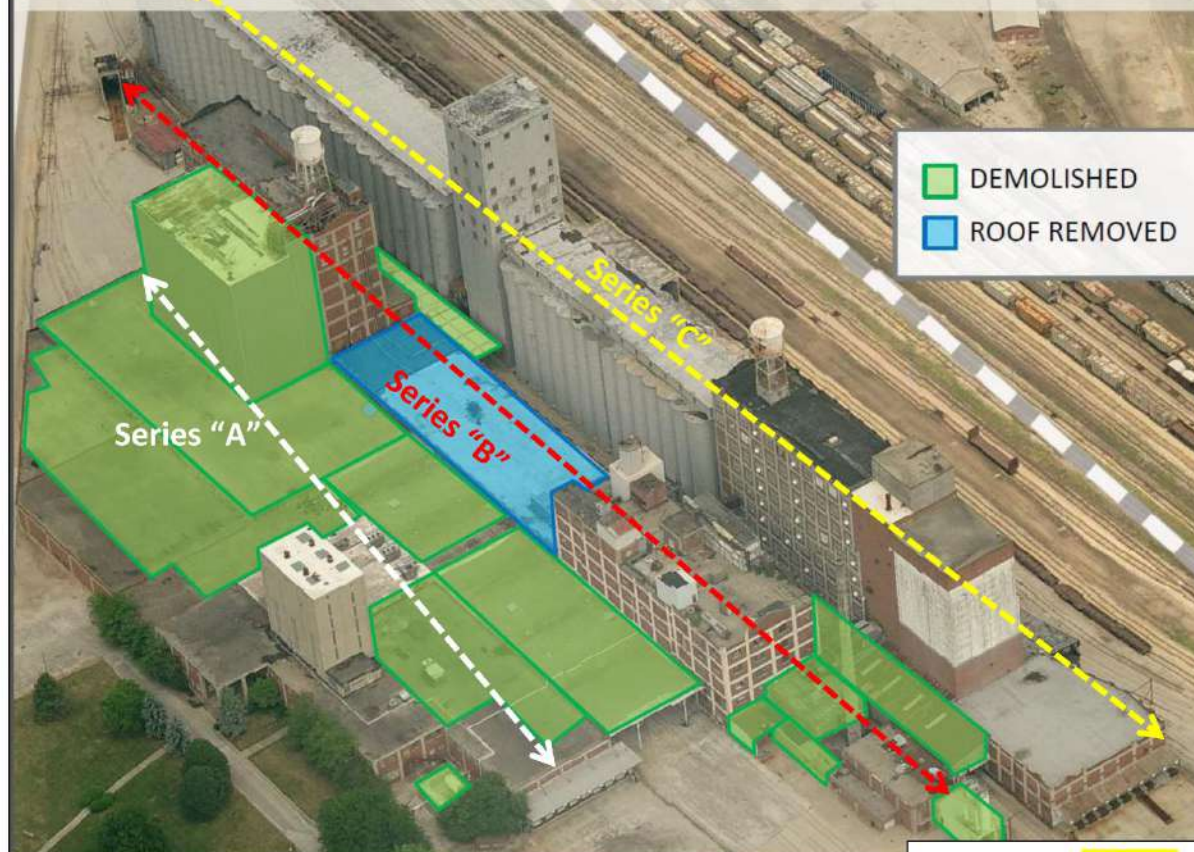 DEMOLISHED
ROOF REMOVED
Series “C”
Series “B”
Series “A”